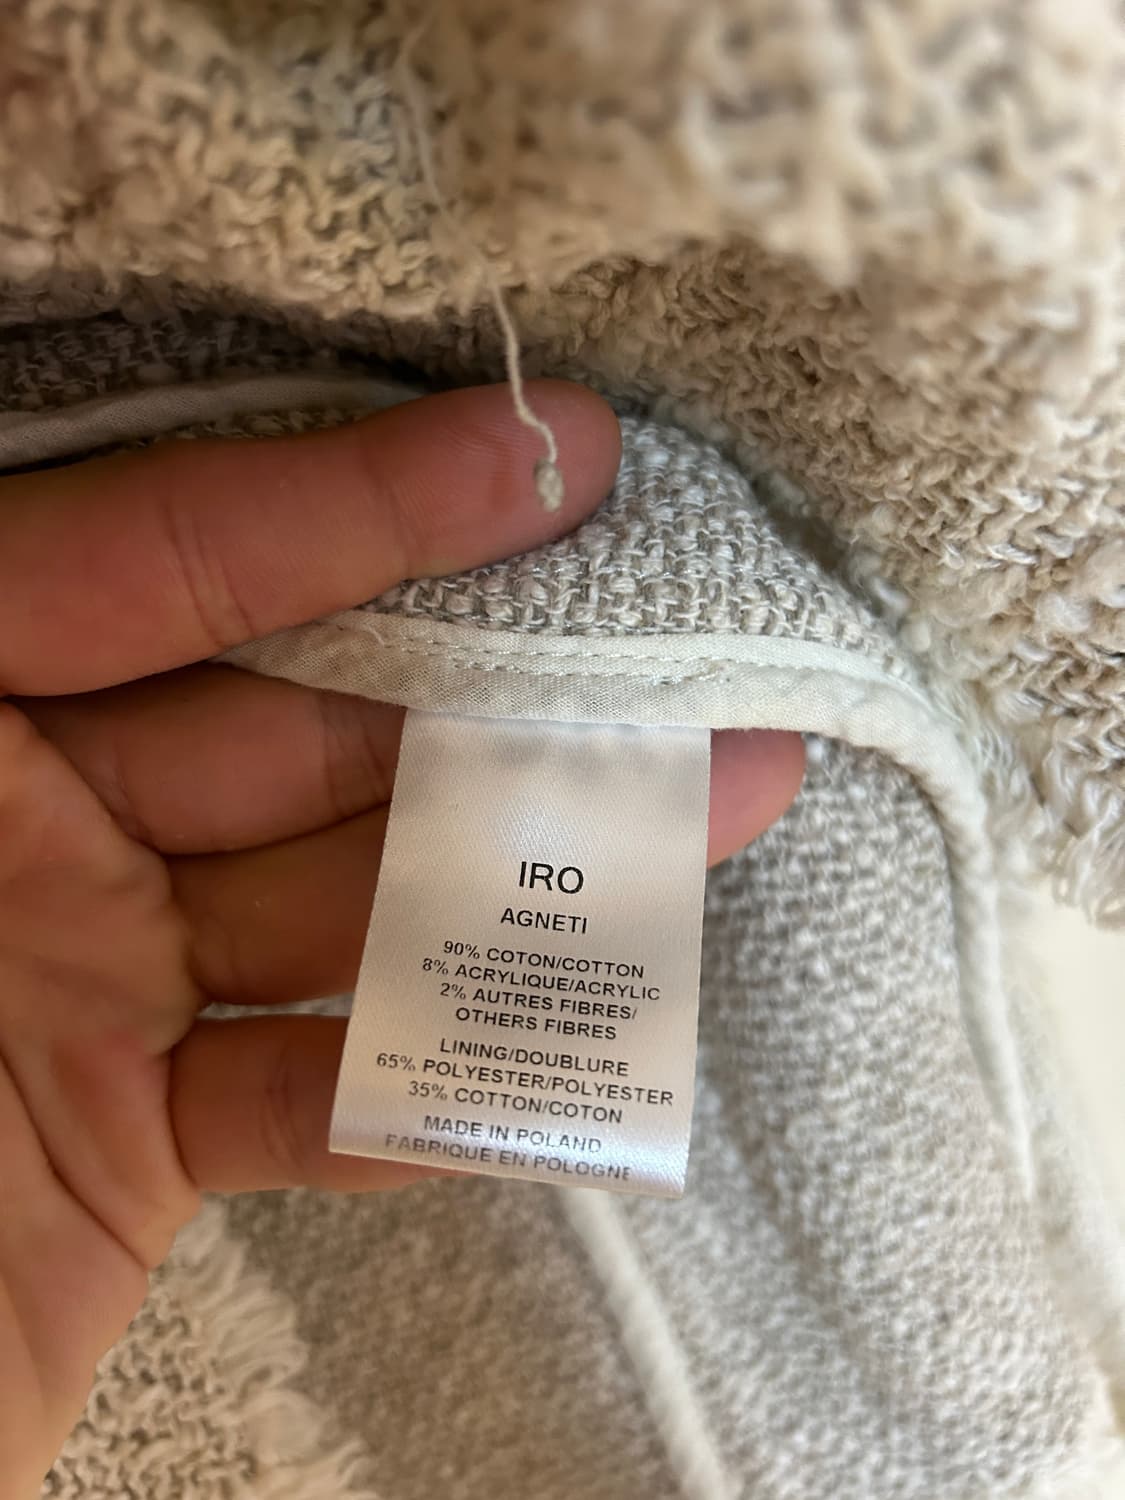 IRO
AGNETI
90% COTON/COTTON
8% ACRYLIQUE/ACRYLIC
2% AUTRES FIBRES/
OTHERS FIBRES
LINING/DOUBLURE
65% POLYESTER/POLYESTER
35% COTTON/COTON
MADE IN POLAND
FABRIQUE EN POLOGNE